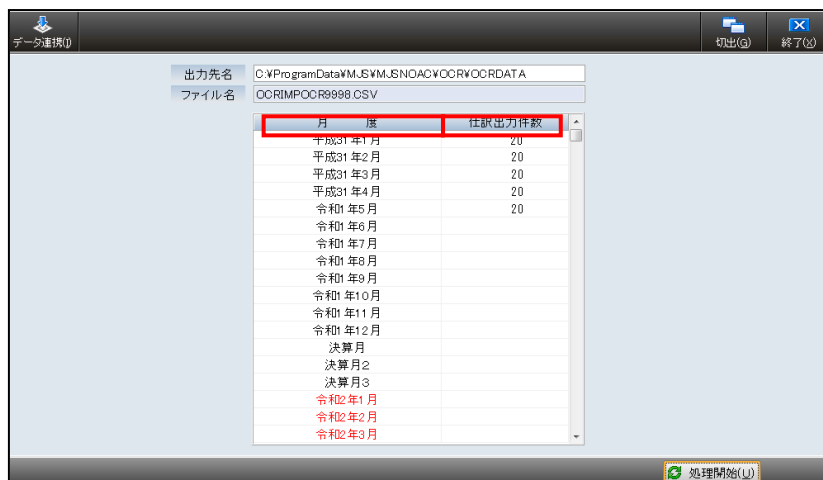 データ連携(I)
切出(G)
終了(X)
出力先名 C:¥ProgramData¥MJS¥MJSNOAC¥OCR¥OCRDATA
ファイル名 OCRIMPOCR9998.CSV
月 度 仕訳出力件数
平成31年1月 20
平成31年2月 20
平成31年3月 20
平成31年4月 20
令和1年5月 20
令和1年6月
令和1年7月
令和1年8月
令和1年9月
令和1年10月
令和1年11月
令和1年12月
決算月
決算月2
決算月3
令和2年1月
令和2年2月
令和2年3月
処理開始(U)